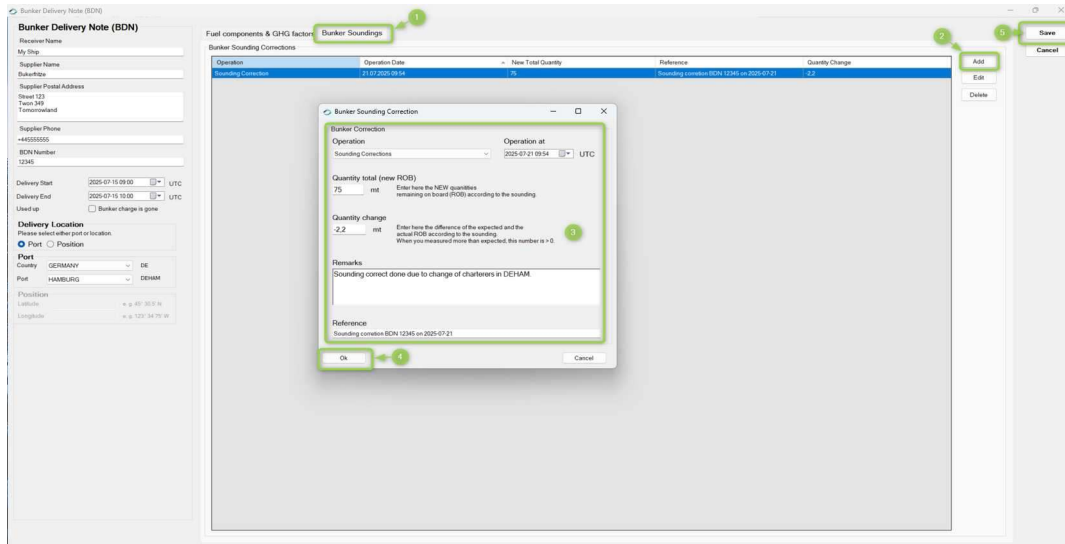 Bunker Delivery Note (BDN)
Bunker Delivery Note (BDN)
Receiver Name
My Ship
Supplier Name
Bukerfritze
Supplier Postal Address
Street 123
Twon 349
Tomorowland
Supplier Phone
+445555555
BDN Number
12345
Delivery Start 2025-07-15 09:00 UTC
Delivery End 2025-07-15 10:00 UTC
Used up Bunker charge is gone
Delivery Location
Please select either port or location
Port Position
Port
Country GERMANY DE
Port HAMBURG DEHAM
Position
Latitude
Longitude
Fuel components & GHG factors Bunker Soundings
1
Bunker Sounding Corrections
Operation Operation Date New Total Quantity Reference Quantity Change
Sounding Correction 21.07.2025 09:54 75 Sounding corretion BDN 12345 on 2025-07-21 -2,2
2
Add
Edit
Delete
5
Save
Cancel
Bunker Sounding Correction
Bunker Correction
Operation Operation at
Sounding Corrections 2025-07-21 09:54 UTC
Quantity total (new ROB)
75 mt Enter here the NEW quanitities
remaining on board (ROB) according to the sounding.
Quantity change
-2,2 mt Enter here the difference of the expected and the
actual ROB according to the sounding.
When you measured more than expected, this number is > 0.
3
Remarks
Sounding correct done due to change of charterers in DEHAM.
Reference
Sounding corretion BDN 12345 on 2025-07-21
Ok 4 Cancel